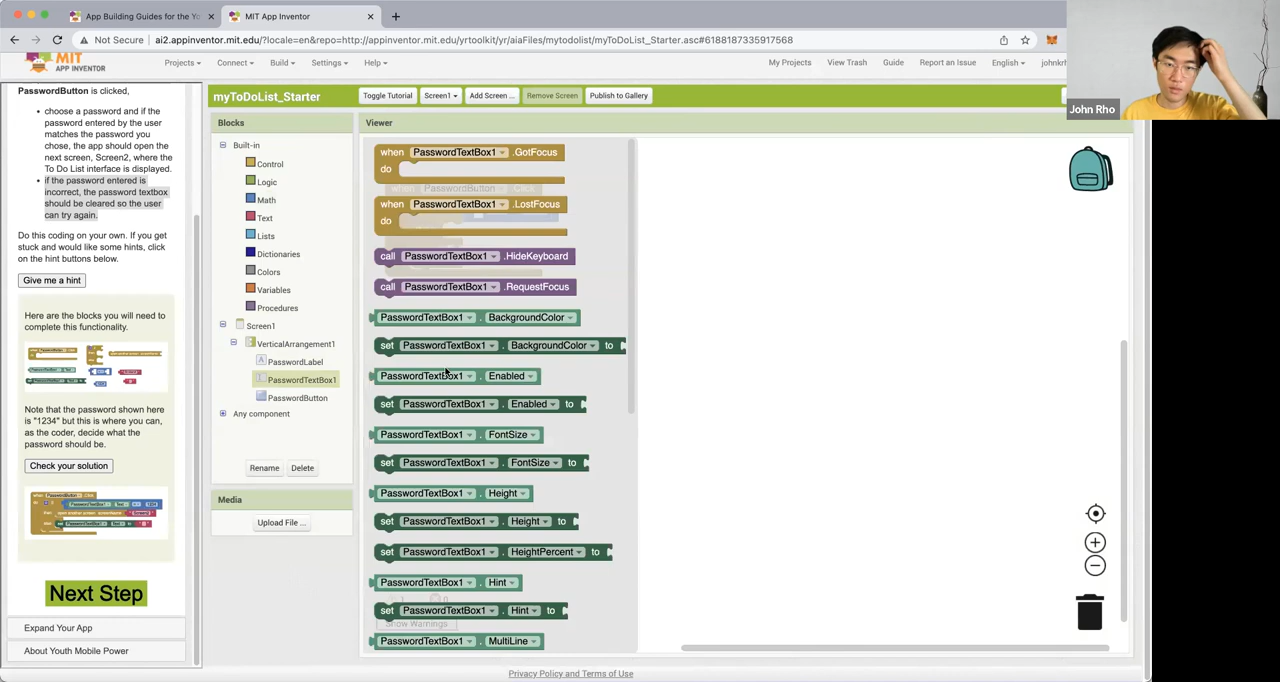 App Building Guides for the Yo
MIT App Inventor
Not Secure
ai2.appinventor.mit.edu/?locale=en&repo=http://appinventor.mit.edu/yrtoolkit/yr/aiaFiles/mytodolist/myToDoList_Starter.asc#6188187335917568
MIT
APP INVENTOR
Projects
Connect
Build
Settings
Help
My Projects
View Trash
Guide
Report an Issue
English
John Rho
PasswordButton is clicked,
choose a password and if the
password entered by the user
matches the password you
chose, the app should open the
next screen, Screen2, where the
To Do List interface is displayed.
if the password entered is
incorrect, the password textbox
should be cleared so the user
can try again.
Do this coding on your own. If you get
stuck and would like some hints, click
on the hint buttons below.
Give me a hint
Here are the blocks you will need to
complete this functionality.
Note that the password shown here
is "1234" but this is where you can,
as the coder, decide what the
password should be.
Check your solution
Next Step
Expand Your App
About Youth Mobile Power
myToDoList_Starter
Toggle Tutorial
Screen1
Add Screen ...
Remove Screen
Publish to Gallery
Blocks
Built-in
Control
Logic
Math
Text
Lists
Dictionaries
Colors
Variables
Procedures
Screen1
VerticalArrangement1
PasswordLabel
PasswordTextBox1
PasswordButton
Any component
Rename
Delete
Media
Upload File ...
Viewer
when PasswordTextBox1 .GotFocus
do
when PasswordButton .Click
when PasswordTextBox1 .LostFocus
do
call PasswordTextBox1 .HideKeyboard
call PasswordTextBox1 .RequestFocus
PasswordTextBox1 . BackgroundColor
set PasswordTextBox1 . BackgroundColor to
PasswordTextBox1 . Enabled
set PasswordTextBox1 . Enabled to
PasswordTextBox1 . FontSize
set PasswordTextBox1 . FontSize to
PasswordTextBox1 . Height
set PasswordTextBox1 . Height to
set PasswordTextBox1 . HeightPercent to
PasswordTextBox1 . Hint
set PasswordTextBox1 . Hint to
Show Warnings
PasswordTextBox1 . MultiLine
Privacy Policy and Terms of Use